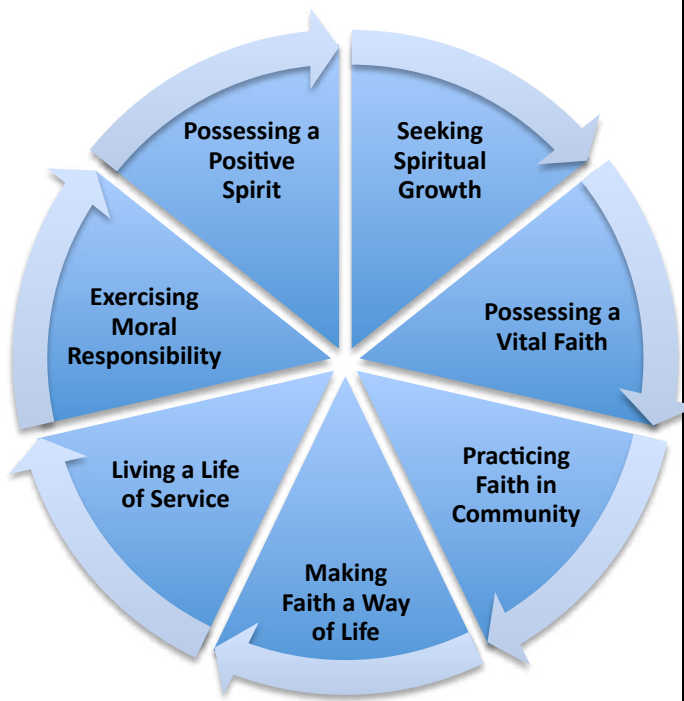 Seeking
Spiritual
Growth
Possessing a
Vital Faith
Practicing
Faith in
Community
Making
Faith a Way
of Life
Living a Life
of Service
Exercising
Moral
Responsibility
Possessing a
Positive
Spirit